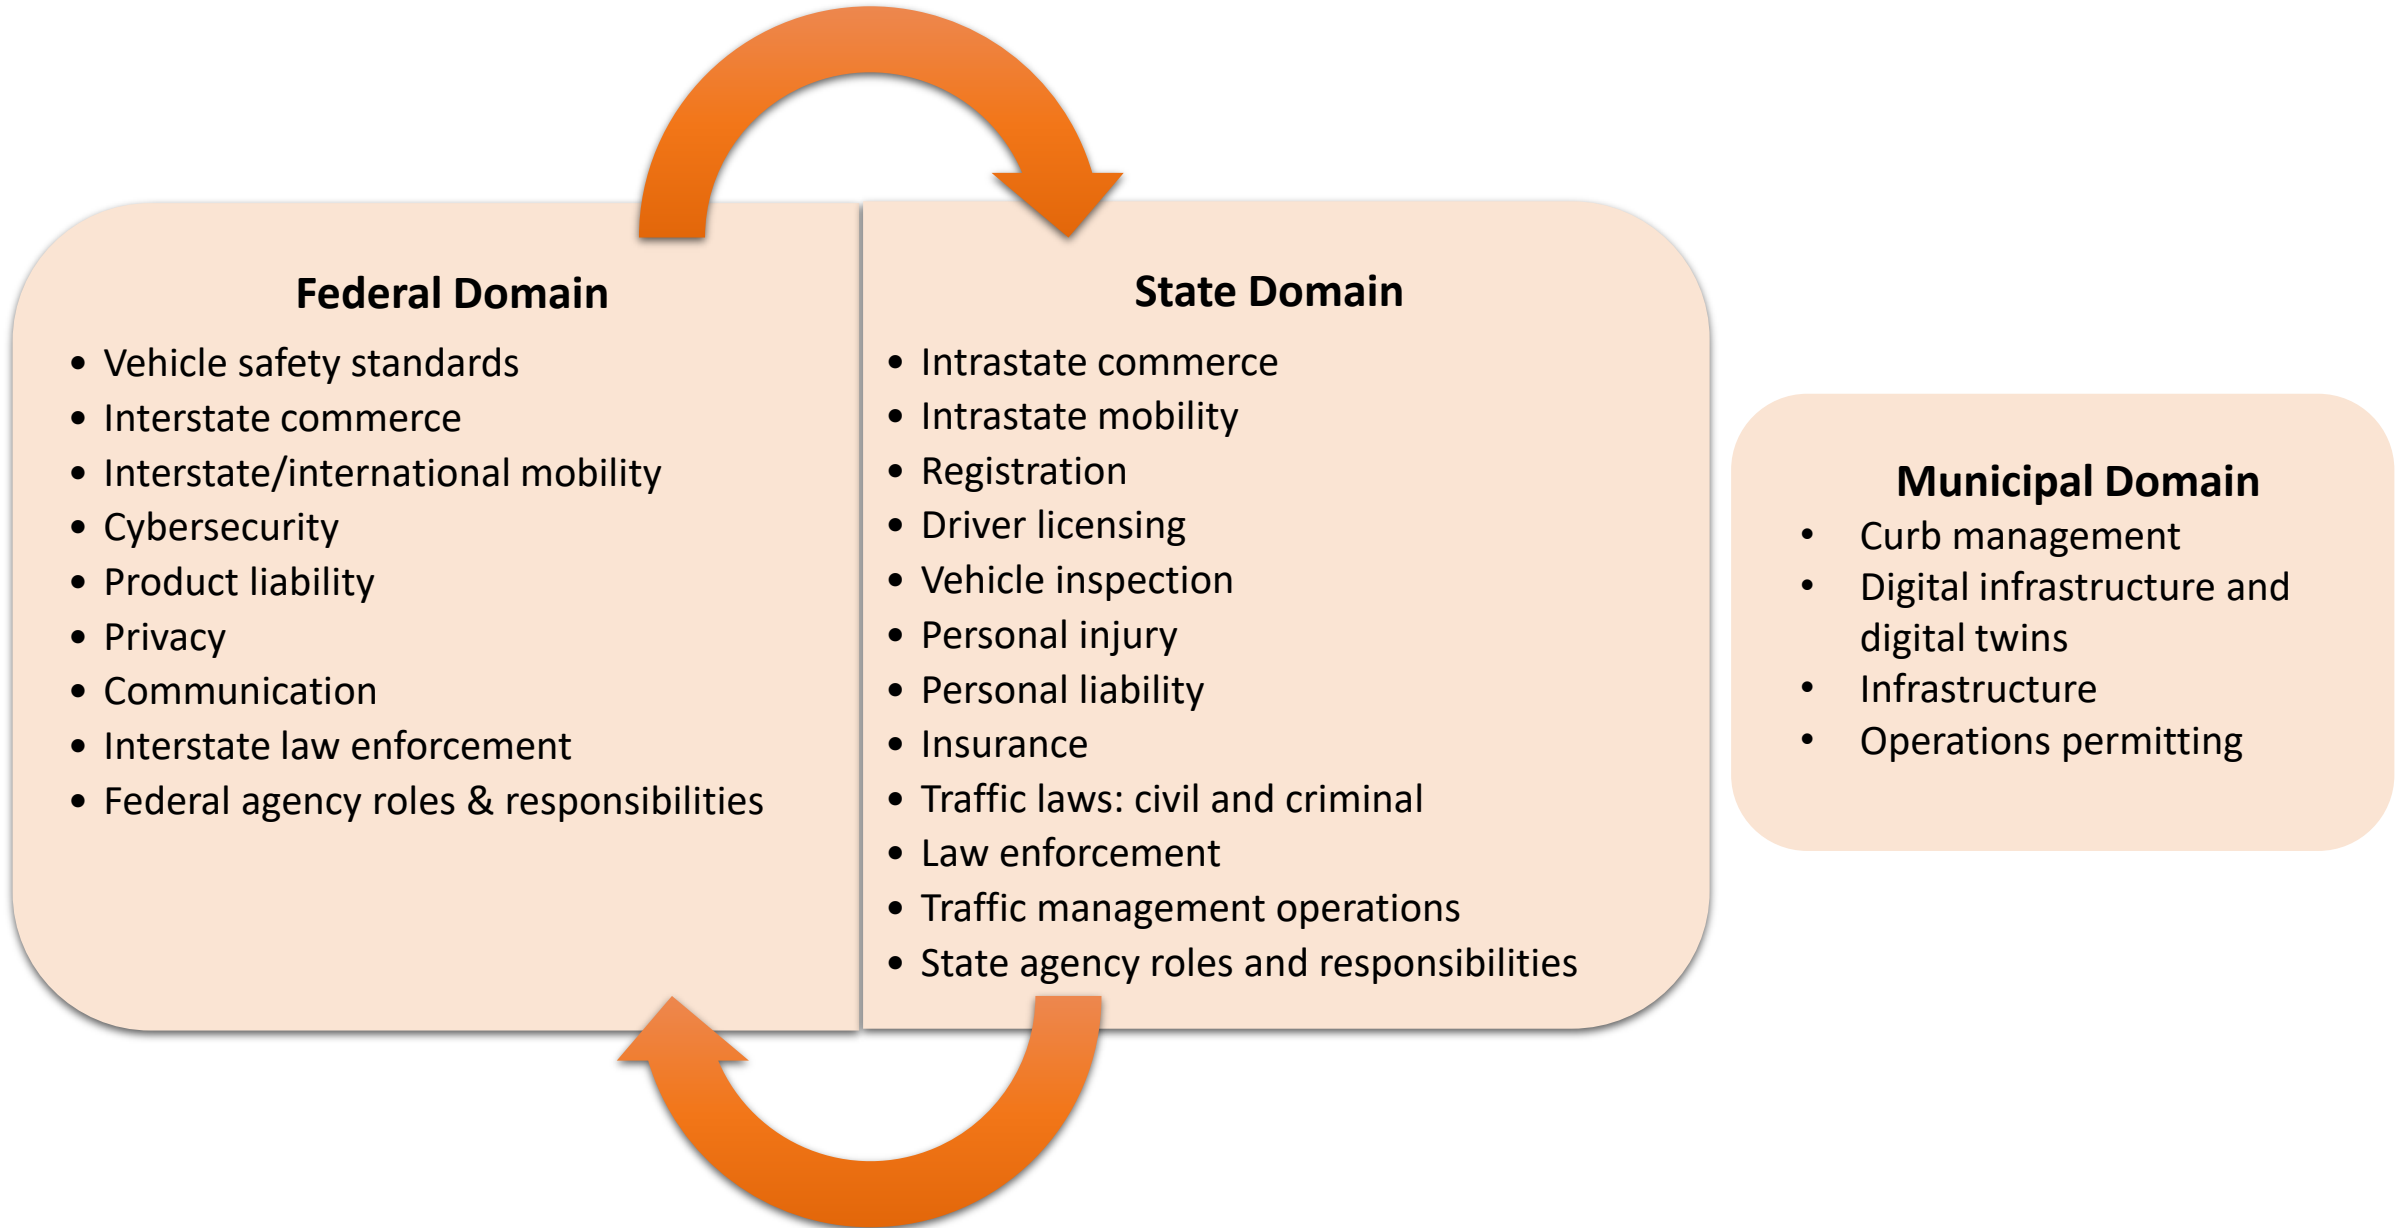 Federal Domain
• Vehicle safety standards
• Interstate commerce
• Interstate/international mobility
• Cybersecurity
• Product liability
• Privacy
• Communication
• Interstate law enforcement
• Federal agency roles & responsibilities
State Domain
• Intrastate commerce
• Intrastate mobility
• Registration
• Driver licensing
• Vehicle inspection
• Personal injury
• Personal liability
• Insurance
• Traffic laws: civil and criminal
• Law enforcement
• Traffic management operations
• State agency roles and responsibilities
Municipal Domain
• Curb management
• Digital infrastructure and
digital twins
• Infrastructure
• Operations permitting